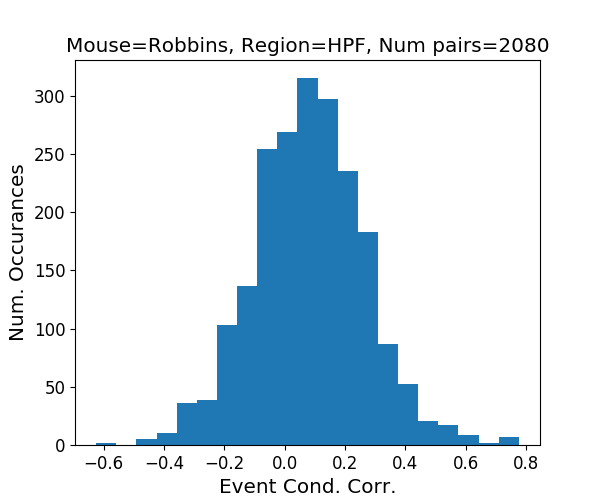 Mouse=Robbins, Region=HPF, Num pairs=2080
Num. Occurances
300
250
200
150
100
50
0
−0.6 −0.4 −0.2 0.0 0.2 0.4 0.6 0.8
Event Cond. Corr.